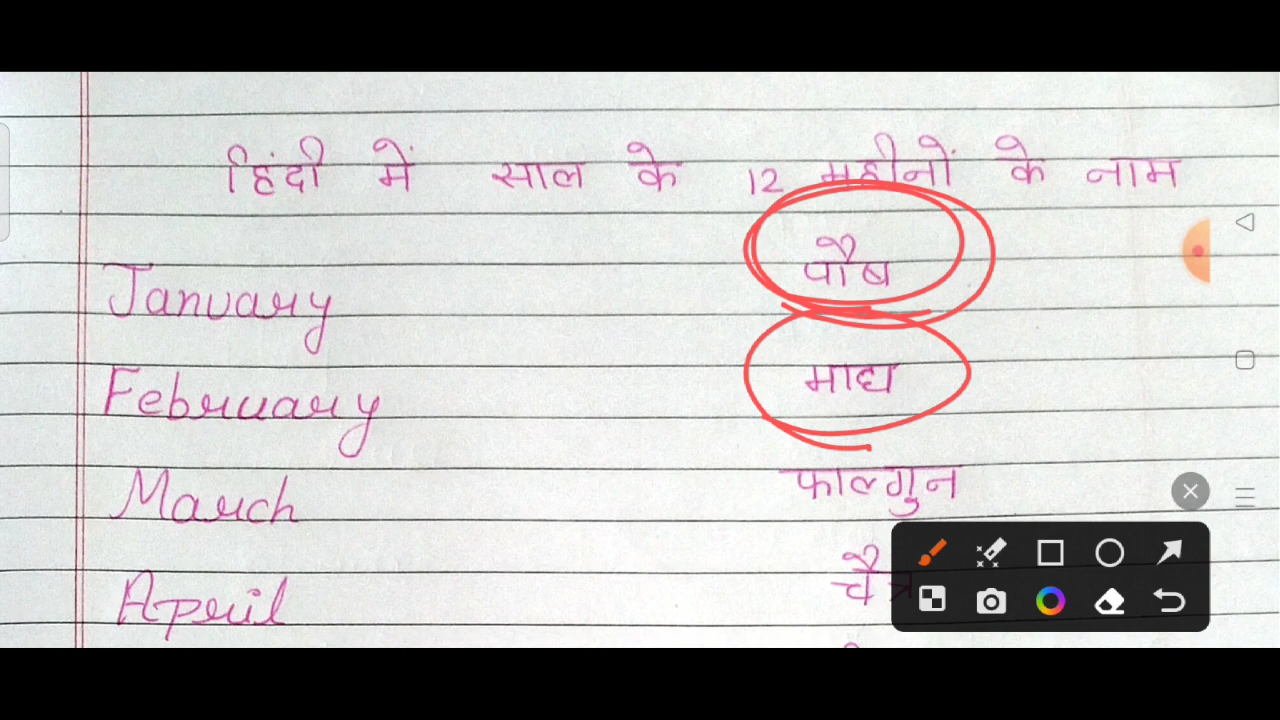 हिंदी में साल के 12 महीनों के नाम
January पौष
February माघ
March फाल्गुन
April चैत्र